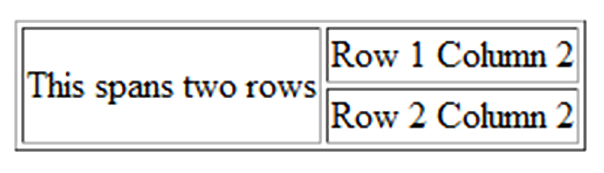 This spans two rows
Row 1 Column 2
Row 2 Column 2